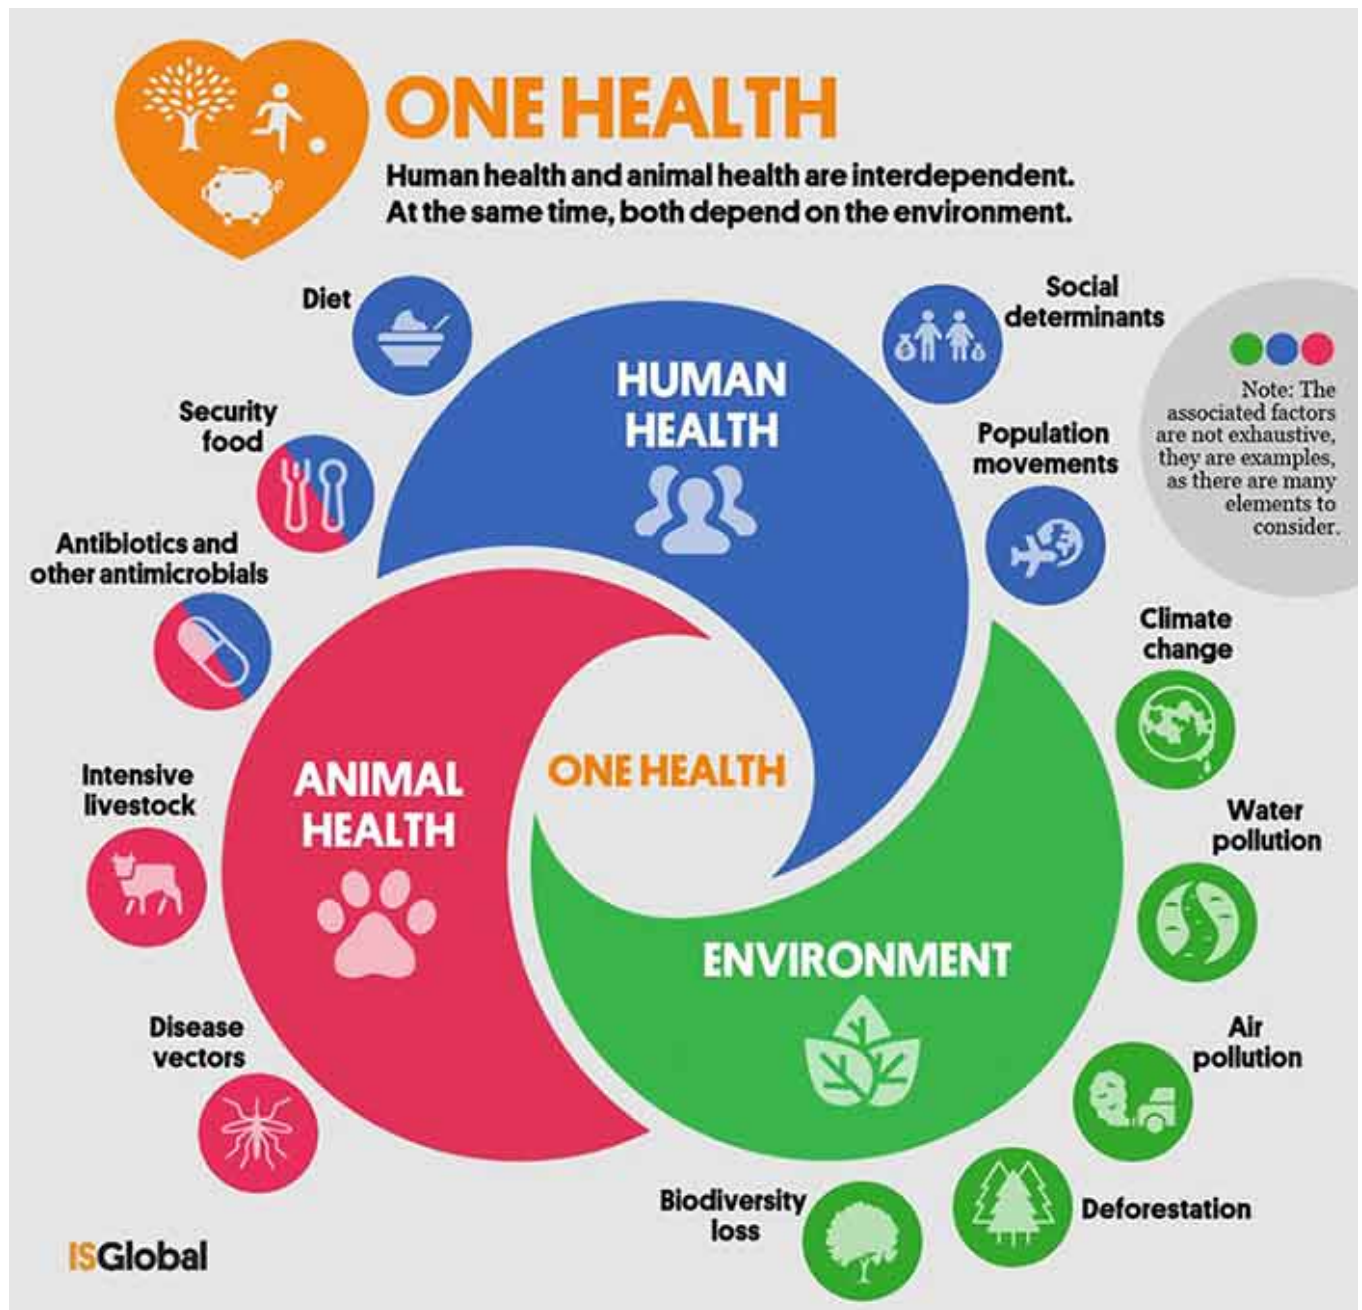 ONE HEALTH
Human health and animal health are interdependent.
At the same time, both depend on the environment.
Diet
Social
determinants
Security
food
HUMAN
HEALTH
Population
movements
Note: The
associated factors
are not exhaustive,
they are examples,
as there are many
elements to
consider.
Antibiotics and
other antimicrobials
Climate
change
Intensive
livestock
ANIMAL
HEALTH
ONE HEALTH
Water
pollution
ENVIRONMENT
Disease
vectors
Air
pollution
Biodiversity
loss
Deforestation
ISGlobal